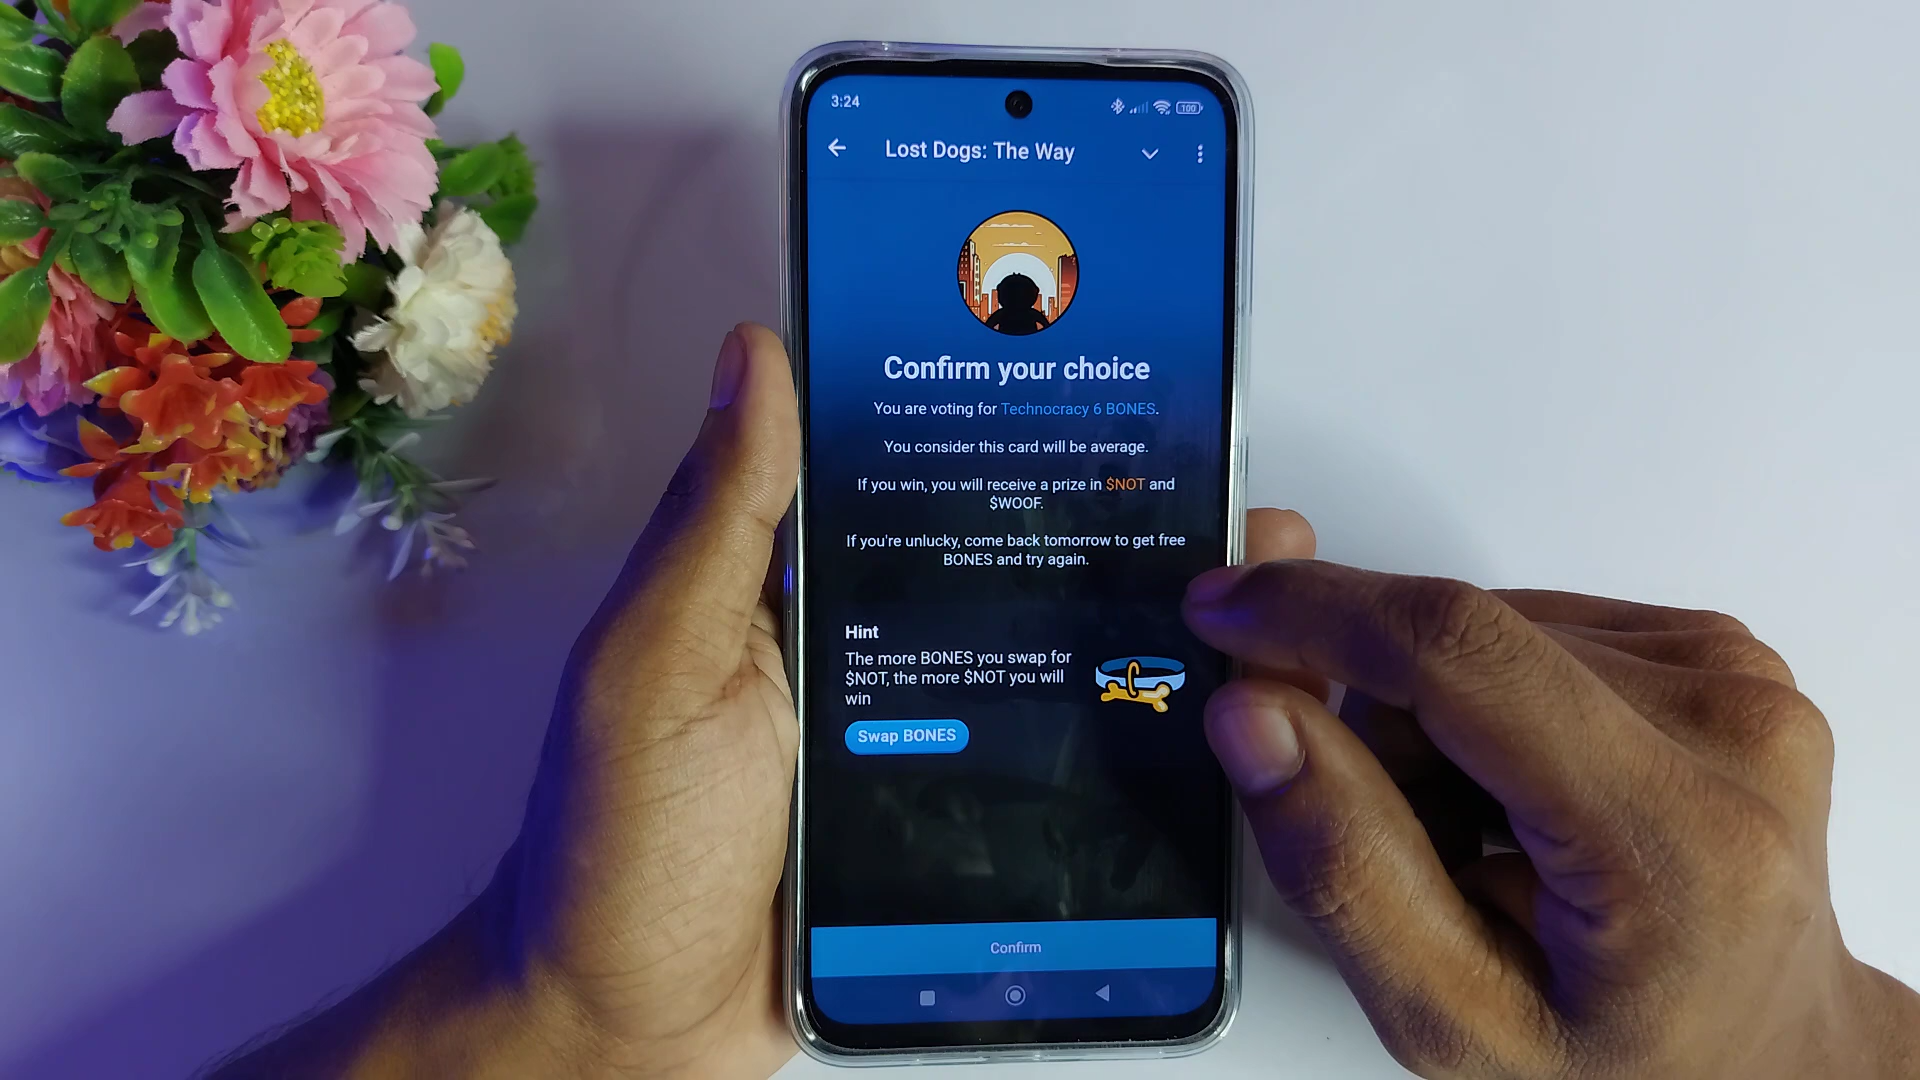 3:24
100
Lost Dogs: The Way
Confirm your choice
You are voting for Technocracy 6 BONES.
You consider this card will be average.
If you win, you will receive a prize in $NOT and
$WOOF.
If you're unlucky, come back tomorrow to get free
BONES and try again.
Hint
The more BONES you swap for
$NOT, the more $NOT you will
win
Swap BONES
Confirm